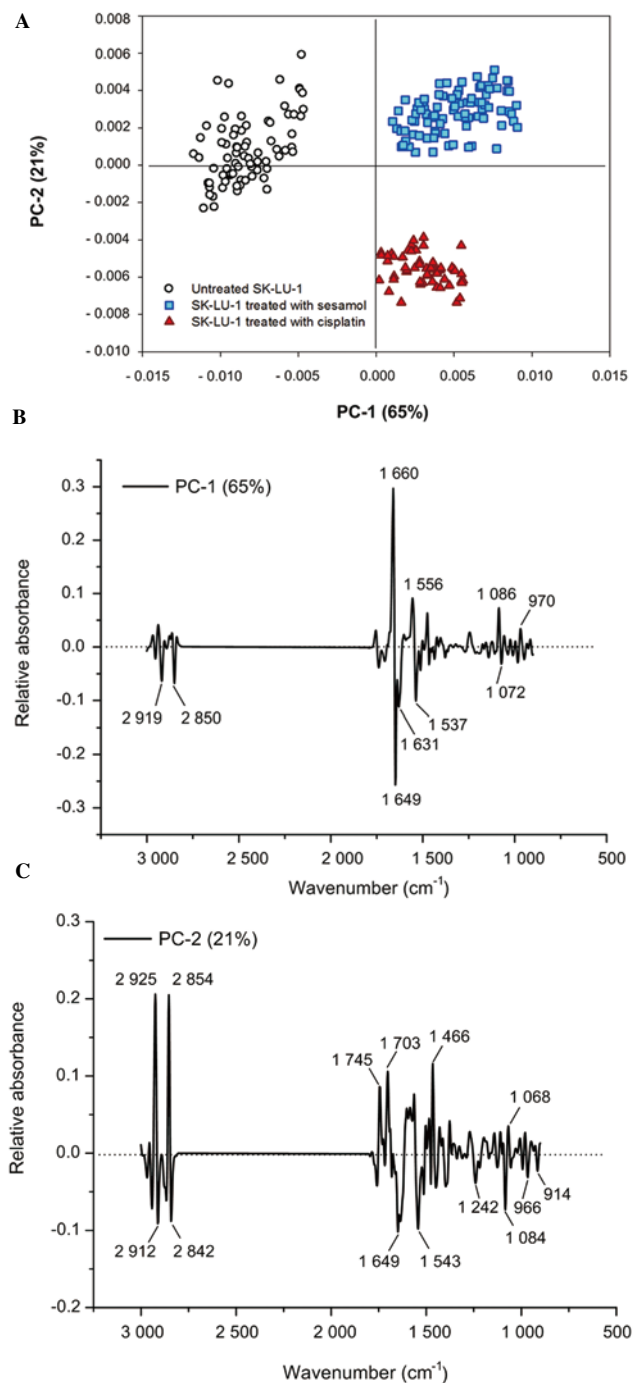 A
0.008
0.006
0.004
0.002
0.000
- 0.002
- 0.004
- 0.006
- 0.008
- 0.010
PC-2 (21%)
Untreated SK-LU-1
SK-LU-1 treated with sesamol
SK-LU-1 treated with cisplatin
- 0.015 - 0.010 - 0.005 0.000 0.005 0.010 0.015
PC-1 (65%)
B
PC-1 (65%)
0.3
0.2
0.1
0.0
-0.1
-0.2
-0.3
Relative absorbance
1 660
1 556
1 086
970
2 919
2 850
1 072
1 537
1 631
1 649
3 000 2 500 2 000 1 500 1 000 500
Wavenumber (cm-1)
C
PC-2 (21%)
0.3
0.2
0.1
0.0
-0.1
-0.2
Relative absorbance
2 925 2 854
1 745
1 703
1 466
1 068
2 912
2 842
1 649
1 543
1 242
1 084
966
914
3 000 2 500 2 000 1 500 1 000 500
Wavenumber (cm-1)